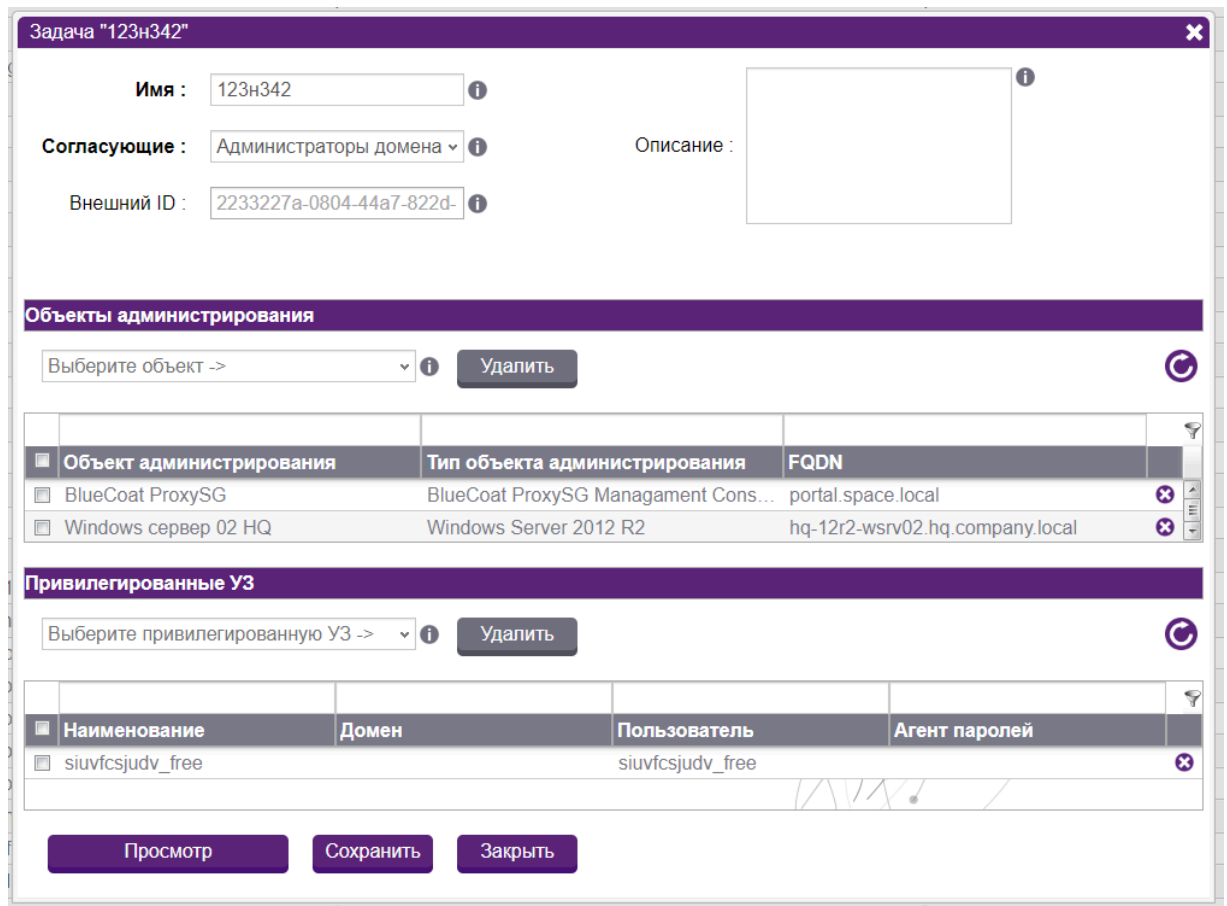 Задача "123н342"
Имя : 123н342
Согласующие : Администраторы домена
Описание :
Внешний ID : 2233227a-0804-44a7-822d-
Объекты администрирования
Выберите объект -> Удалить
Объект администрирования Тип объекта администрирования FQDN
BlueCoat ProxySG BlueCoat ProxySG Managament Cons... portal.space.local
Windows сервер 02 HQ Windows Server 2012 R2 hq-12r2-wsrv02.hq.company.local
Привилегированные УЗ
Выберите привилегированную УЗ -> Удалить
Наименование Домен Пользователь Агент паролей
siuvfcsjudv_free siuvfcsjudv_free
Просмотр Сохранить Закрыть